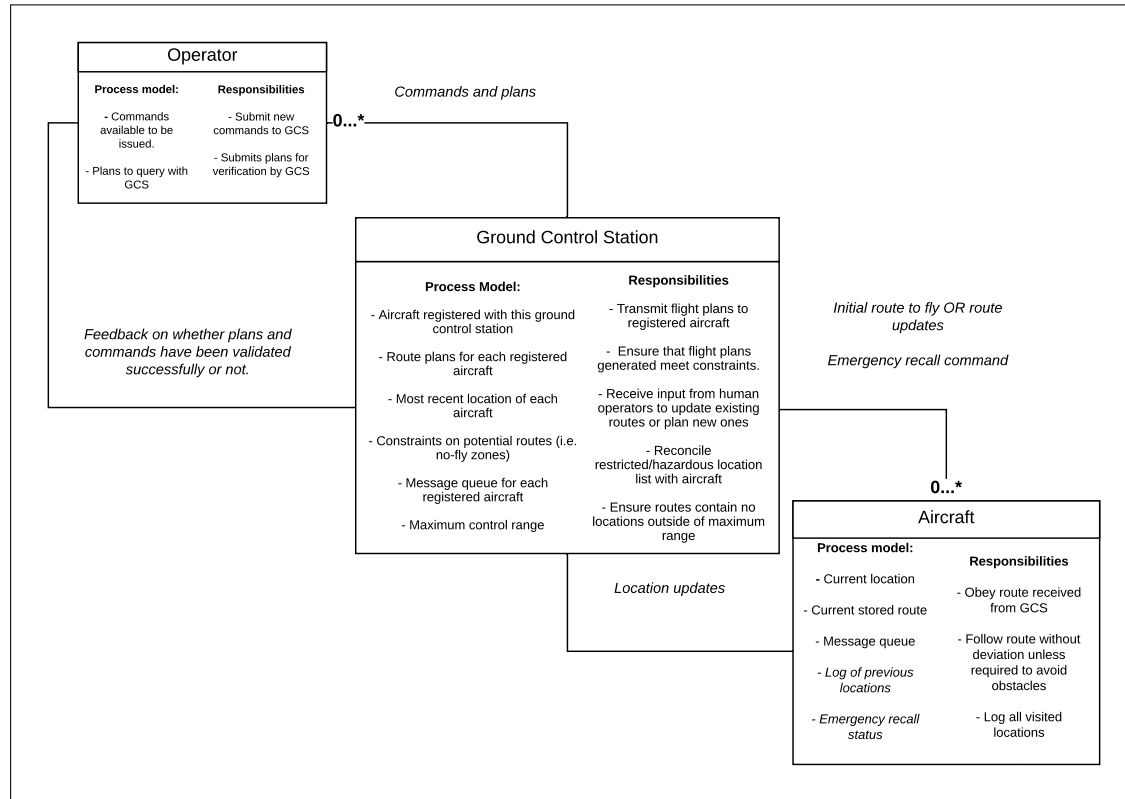 Operator
Process model:
- Commands
available to be
issued.
- Plans to query with
GCS
Responsibilities
- Submit new
commands to GCS
- Submits plans for
verification by GCS
Commands and plans
0...*
Ground Control Station
Process Model:
- Aircraft registered with this ground
control station
- Route plans for each registered
aircraft
- Most recent location of each
aircraft
- Constraints on potential routes (i.e.
no-fly zones)
- Message queue for each
registered aircraft
- Maximum control range
Responsibilities
- Transmit flight plans to
registered aircraft
- Ensure that flight plans
generated meet constraints.
- Receive input from human
operators to update existing
routes or plan new ones
- Reconcile
restricted/hazardous location
list with aircraft
- Ensure routes contain no
locations outside of maximum
range
Feedback on whether plans and
commands have been validated
successfully or not.
Initial route to fly OR route
updates
Emergency recall command
0...*
Location updates
Aircraft
Process model:
- Current location
- Current stored route
- Message queue
- Log of previous
locations
- Emergency recall
status
Responsibilities
- Obey route received
from GCS
- Follow route without
deviation unless
required to avoid
obstacles
- Log all visited
locations